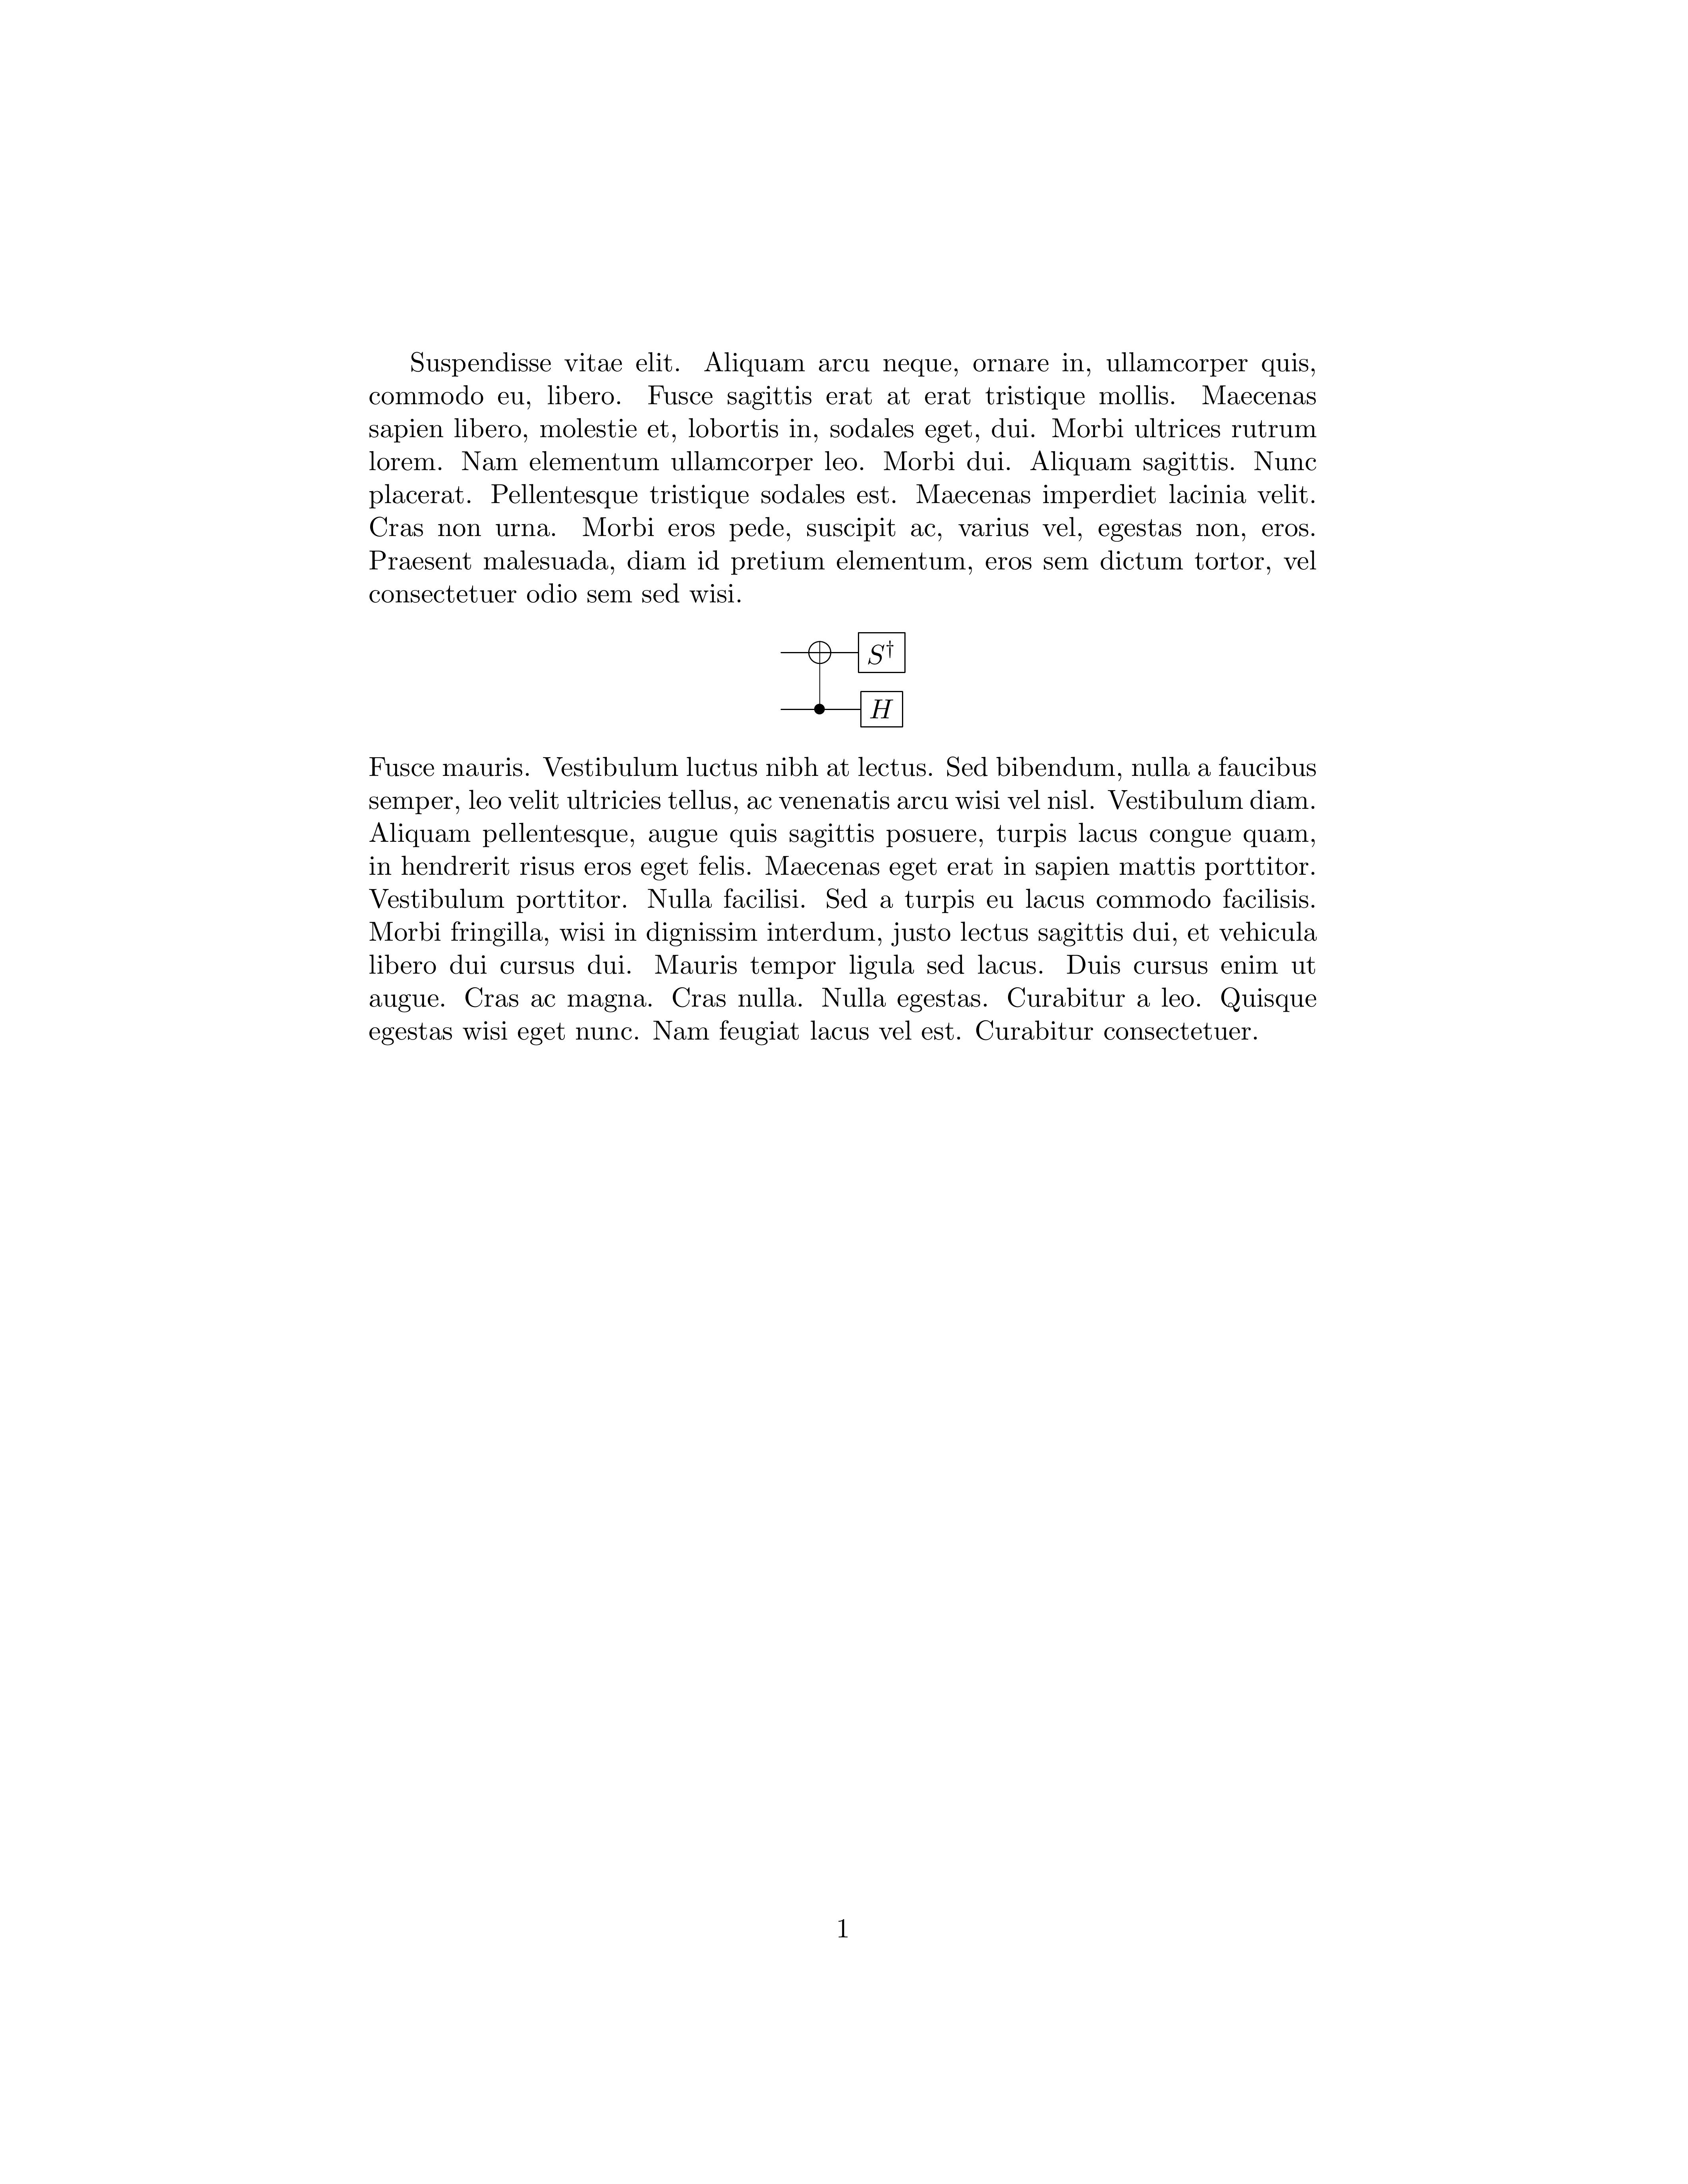 Suspendisse vitae elit. Aliquam arcu neque, ornare in, ullamcorper quis,
commodo eu, libero. Fusce sagittis erat at erat tristique mollis. Maecenas
sapien libero, molestie et, lobortis in, sodales eget, dui. Morbi ultrices rutrum
lorem. Nam elementum ullamcorper leo. Morbi dui. Aliquam sagittis. Nunc
placerat. Pellentesque tristique sodales est. Maecenas imperdiet lacinia velit.
Cras non urna. Morbi eros pede, suscipit ac, varius vel, egestas non, eros.
Praesent malesuada, diam id pretium elementum, eros sem dictum tortor, vel
consectetuer odio sem sed wisi.
S†
H
Fusce mauris. Vestibulum luctus nibh at lectus. Sed bibendum, nulla a faucibus
semper, leo velit ultricies tellus, ac venenatis arcu wisi vel nisl. Vestibulum diam.
Aliquam pellentesque, augue quis sagittis posuere, turpis lacus congue quam,
in hendrerit risus eros eget felis. Maecenas eget erat in sapien mattis porttitor.
Vestibulum porttitor. Nulla facilisi. Sed a turpis eu lacus commodo facilisis.
Morbi fringilla, wisi in dignissim interdum, justo lectus sagittis dui, et vehicula
libero dui cursus dui. Mauris tempor ligula sed lacus. Duis cursus enim ut
augue. Cras ac magna. Cras nulla. Nulla egestas. Curabitur a leo. Quisque
egestas wisi eget nunc. Nam feugiat lacus vel est. Curabitur consectetuer.
1